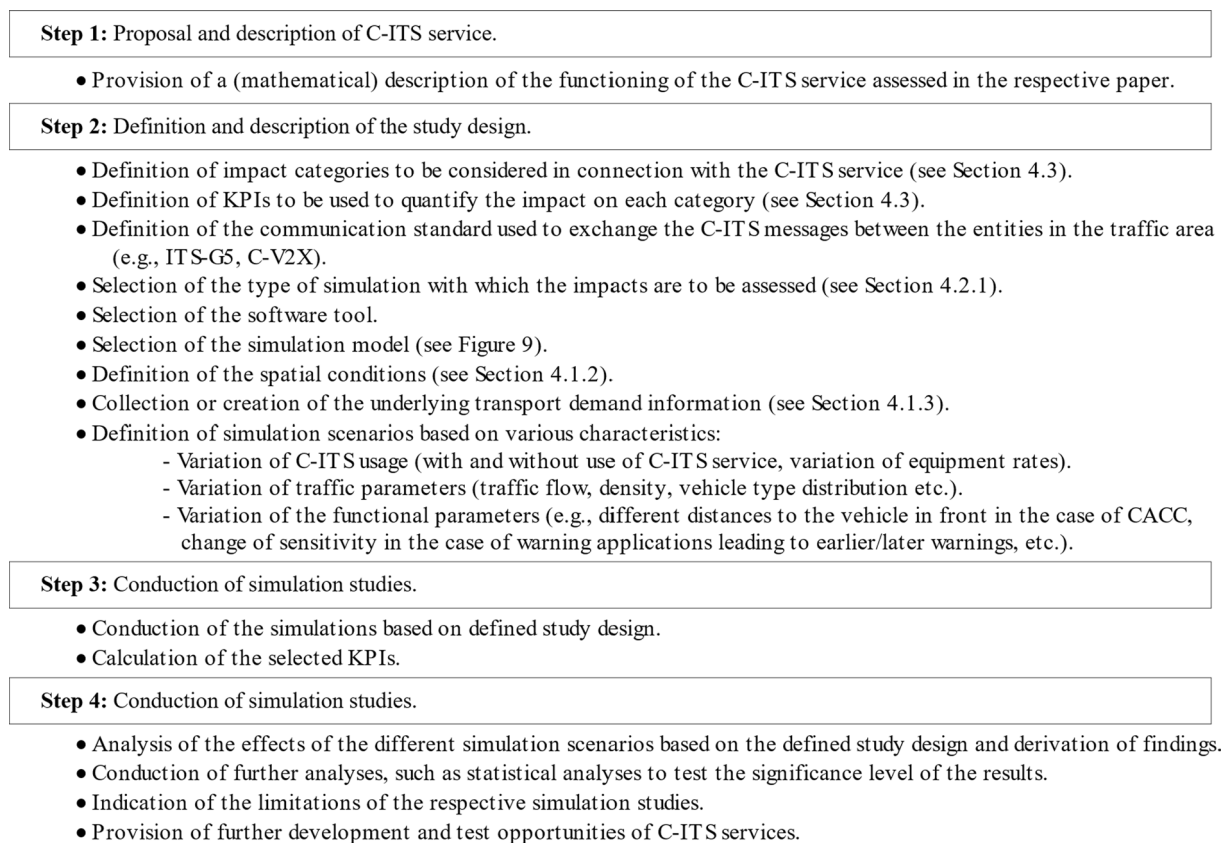 Step 1: Proposal and description of C-ITS service.
• Provision of a (mathematical) description of the functioning of the C-ITS service assessed in the respective paper.
Step 2: Definition and description of the study design.
• Definition of impact categories to be considered in connection with the C-ITS service (see Section 4.3).
• Definition of KPIs to be used to quantify the impact on each category (see Section 4.3).
• Definition of the communication standard used to exchange the C-ITS messages between the entities in the traffic area
(e.g., ITS-G5, C-V2X).
• Selection of the type of simulation with which the impacts are to be assessed (see Section 4.2.1).
• Selection of the software tool.
• Selection of the simulation model (see Figure 9).
• Definition of the spatial conditions (see Section 4.1.2).
• Collection or creation of the underlying transport demand information (see Section 4.1.3).
• Definition of simulation scenarios based on various characteristics:
- Variation of C-ITS usage (with and without use of C-ITS service, variation of equipment rates).
- Variation of traffic parameters (traffic flow, density, vehicle type distribution etc.).
- Variation of the functional parameters (e.g., different distances to the vehicle in front in the case of CACC,
change of sensitivity in the case of warning applications leading to earlier/later warnings, etc.).
Step 3: Conduction of simulation studies.
• Conduction of the simulations based on defined study design.
• Calculation of the selected KPIs.
Step 4: Conduction of simulation studies.
• Analysis of the effects of the different simulation scenarios based on the defined study design and derivation of findings.
• Conduction of further analyses, such as statistical analyses to test the significance level of the results.
• Indication of the limitations of the respective simulation studies.
• Provision of further development and test opportunities of C-ITS services.